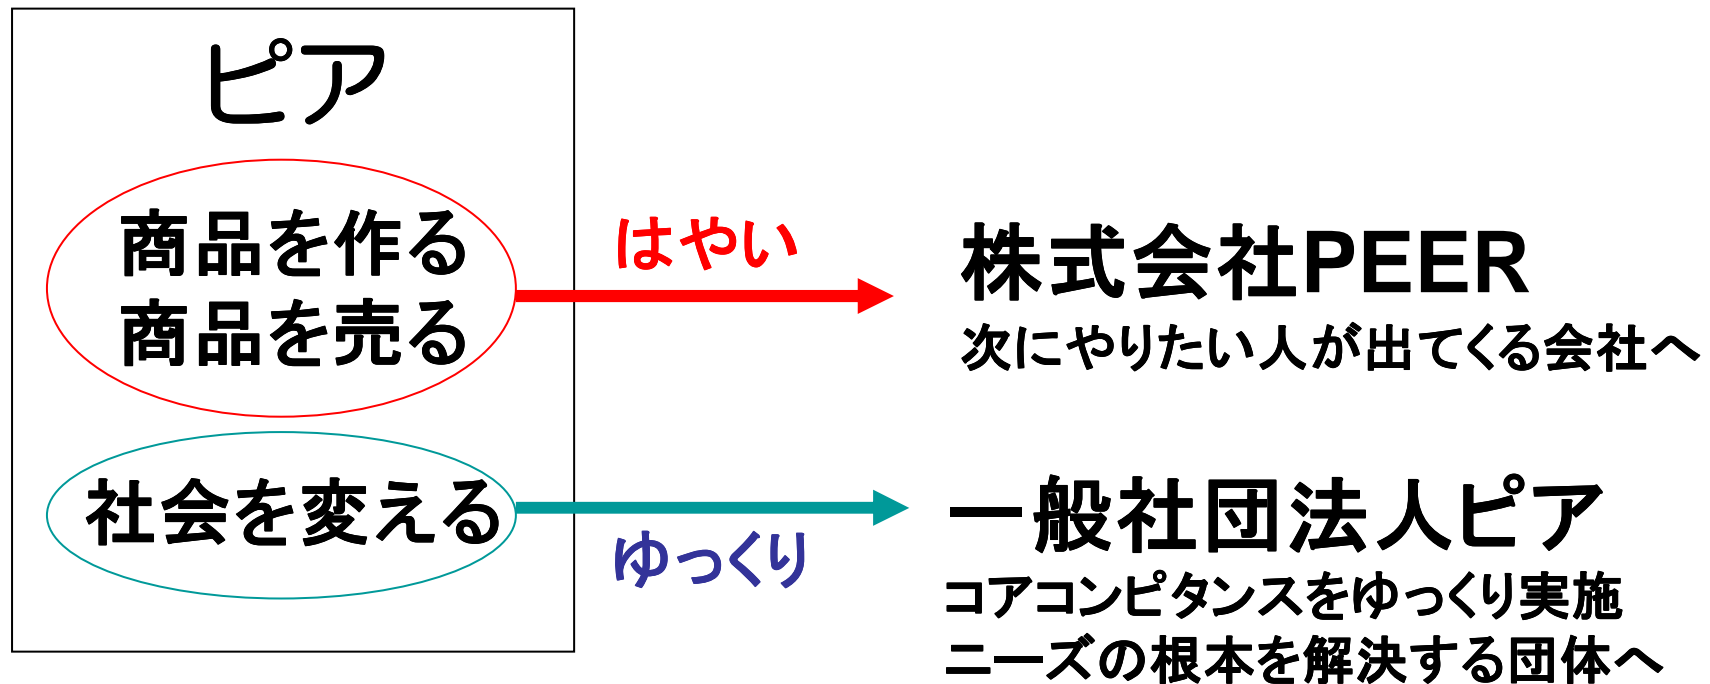 ピア
商品を作る
商品を売る
はやい
株式会社PEER
次にやりたい人が出てくる会社へ
社会を変える
ゆっくり
一般社団法人ピア
コアコンピタンスをゆっくり実施
ニーズの根本を解決する団体へ